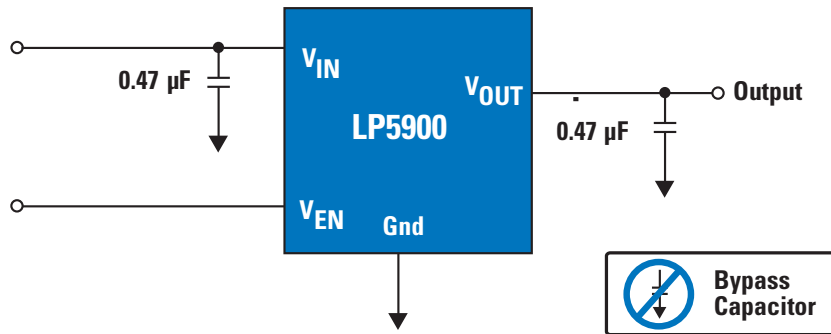 0.47 µF
VIN
VOUT
LP5900
VEN
Gnd
0.47 µF
Output
Bypass
Capacitor